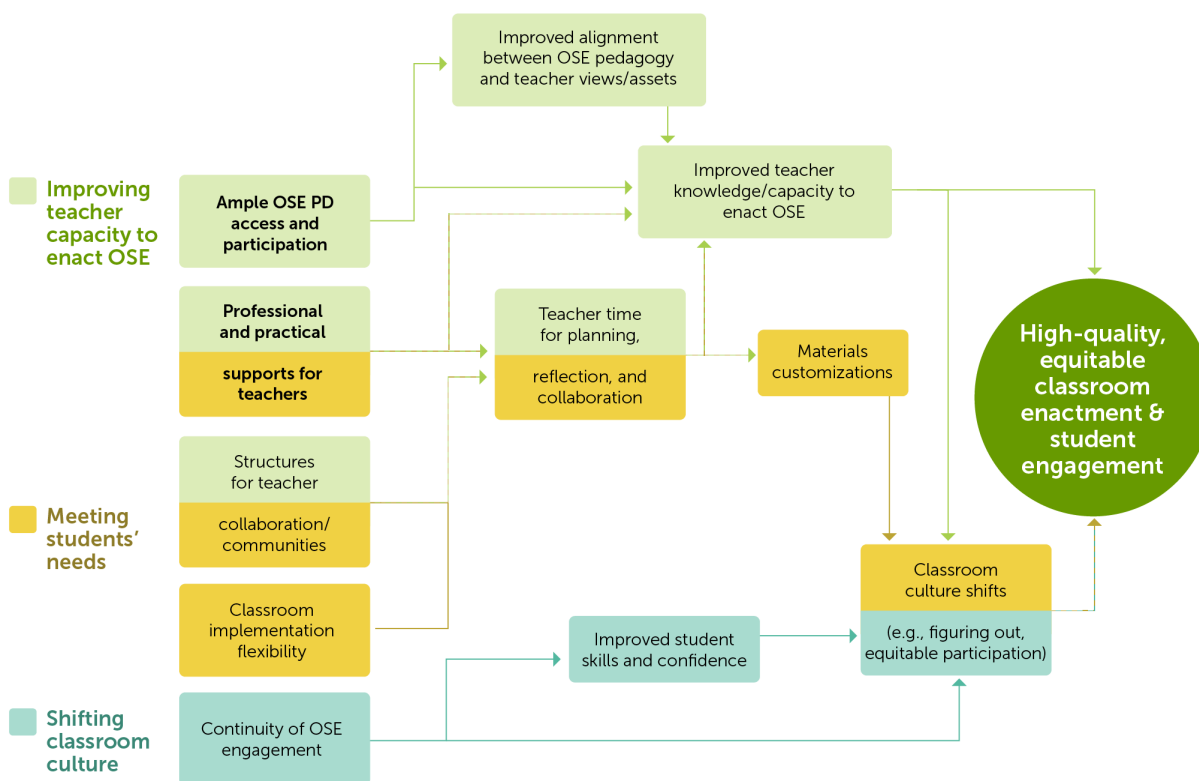 Improved alignment
between OSE pedagogy
and teacher views/assets
Improving
teacher
capacity to
enact OSE
Ample OSE PD
access and
participation
Improved teacher
knowledge/capacity to
enact OSE
Professional
and practical
supports for
teachers
Teacher time
for planning,
reflection, and
collaboration
Materials
customizations
High-quality,
equitable
classroom
enactment &
student
engagement
Meeting
students’
needs
Structures
for teacher
collaboration/
communities
Classroom
implementation
flexibility
Classroom
culture shifts
(e.g., figuring out,
equitable participation)
Improved student
skills and confidence
Shifting
classroom
culture
Continuity of OSE
engagement